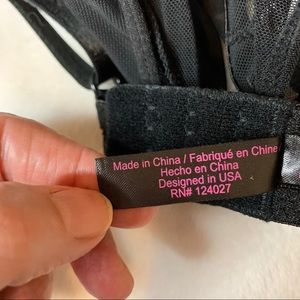 Made in China / Fabriqué en Chine
Hecho en China
Designed in USA
RN# 124027